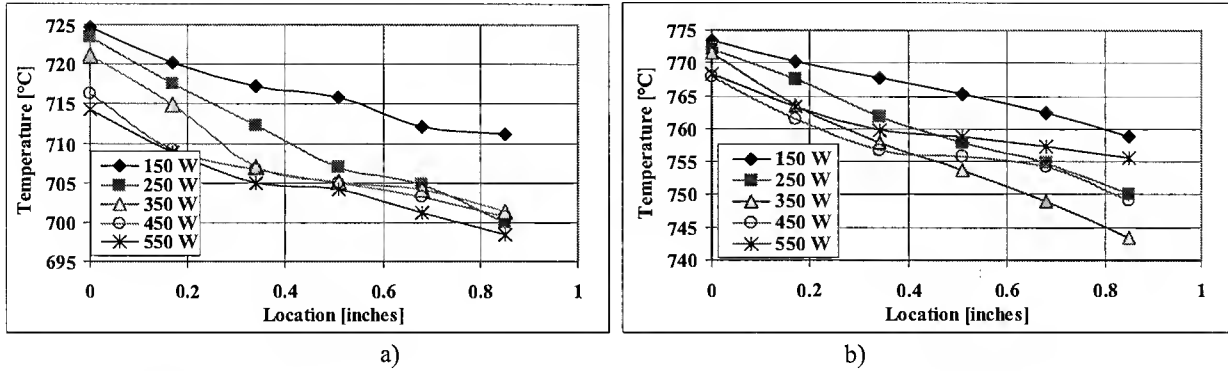 725
720
715
710
705
700
695
Temperature [°C]
150 W
250 W
350 W
450 W
550 W
0
0.2
0.4
0.6
0.8
1
Location [inches]
a)
775
770
765
760
755
750
745
740
Temperature [°C]
150 W
250 W
350 W
450 W
550 W
0
0.2
0.4
0.6
0.8
1
Location [inches]
b)